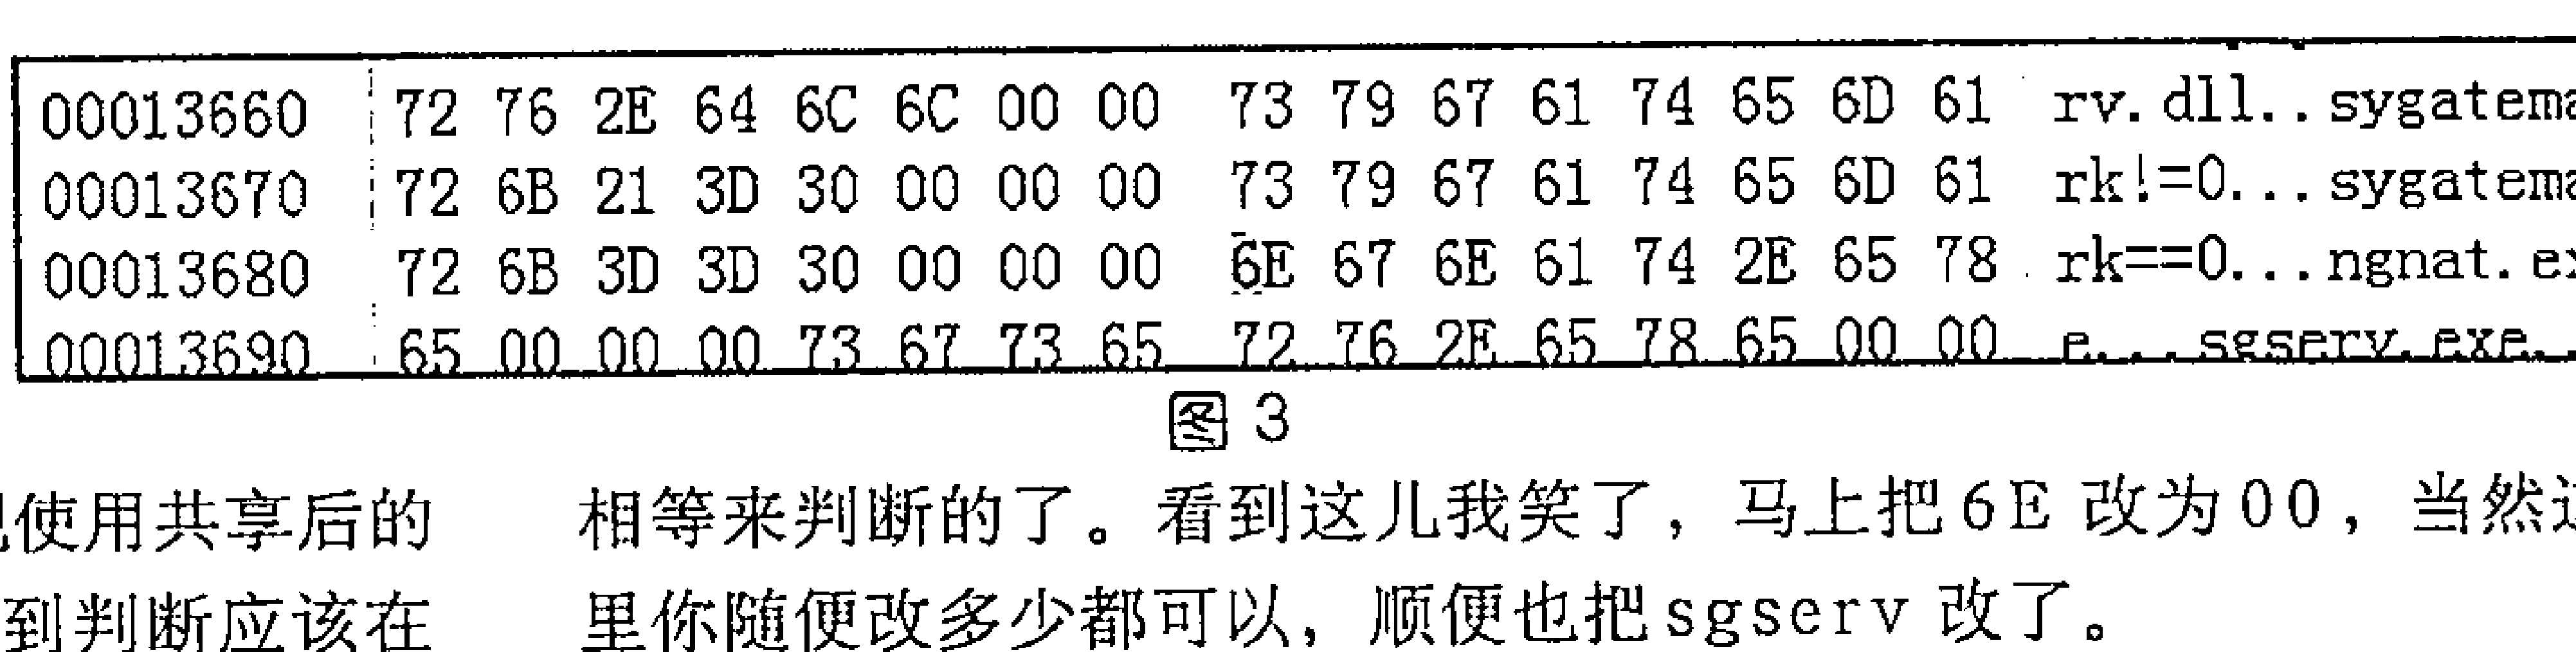 00013660 72 76 2E 64 6C 6C 00 00 73 79 67 61 74 65 6D 61 rv.dll..sygatema
00013670 72 6B 21 3D 30 00 00 00 73 79 67 61 74 65 6D 61 rk!=0...sygatema
00013680 72 6B 3D 3D 30 00 00 00 6E 67 6E 61 74 2E 65 78 rk==0...ngnat.ex
00013690 65 00 00 00 73 67 73 65 72 76 2E 65 78 65 00 00 e...sgserv.exe..
图 3
使用共享后的
到判断应该在
相等来判断的了。看到这儿我笑了，马上把6E 改为00，当然这
里你随便改多少都可以，顺便也把sgserv 改了。